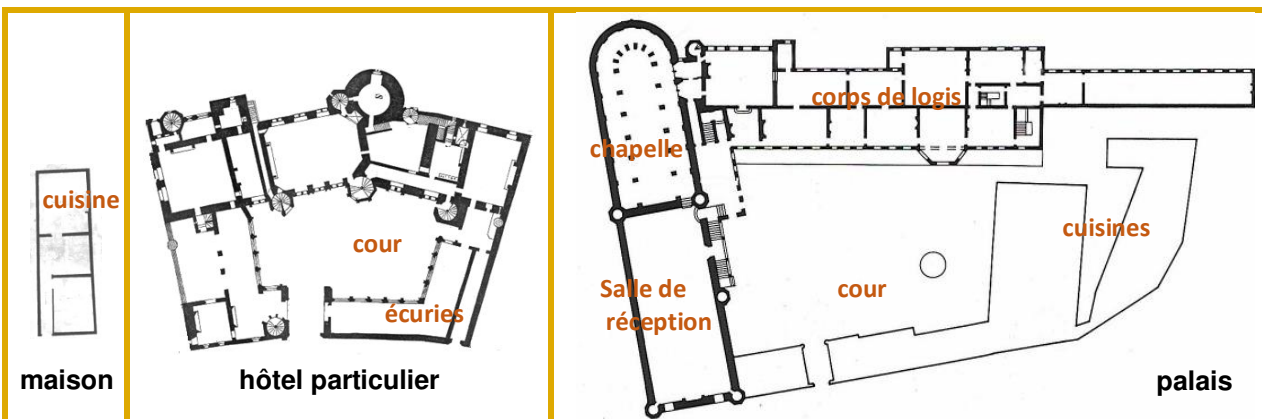 cuisine
maison
cour
écuries
hôtel particulier
corps de logis
chapelle
cuisines
Salle de
réception
cour
palais